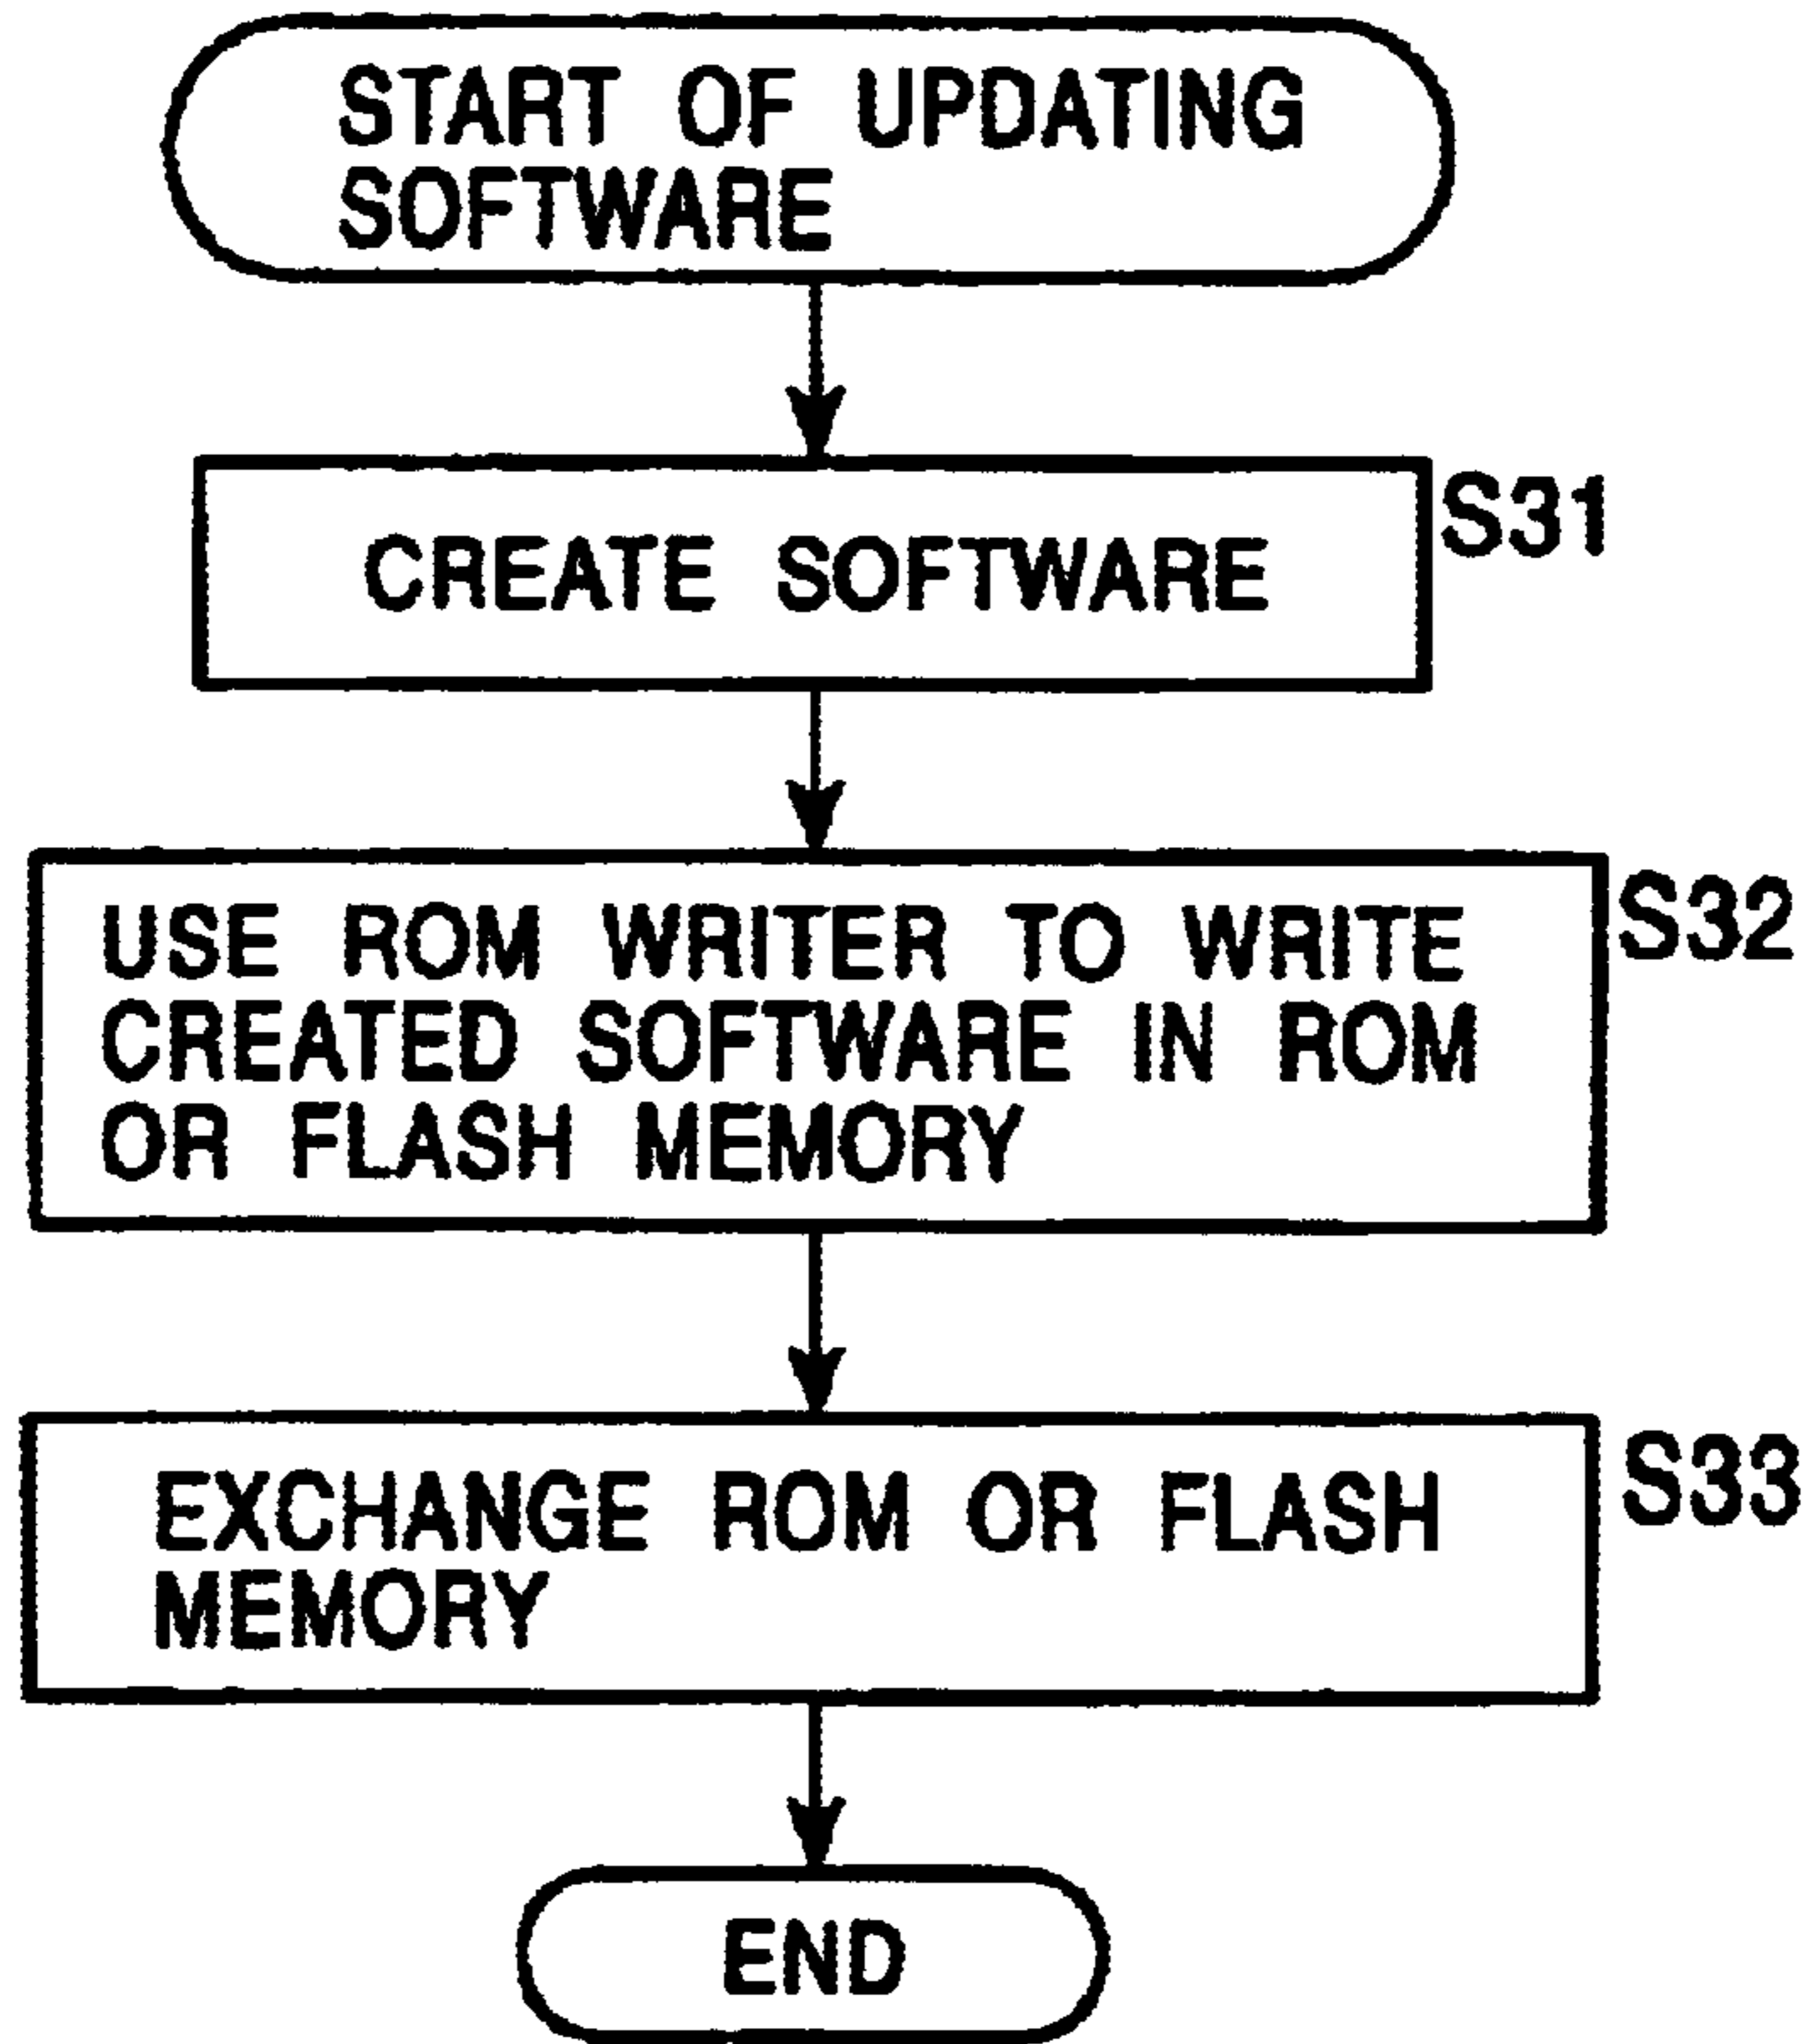 START OF UPDATING
SOFTWARE
CREATE SOFTWARE
S31
USE ROM WRITER TO WRITE
CREATED SOFTWARE IN ROM
OR FLASH MEMORY
S32
EXCHANGE ROM OR FLASH
MEMORY
S33
END